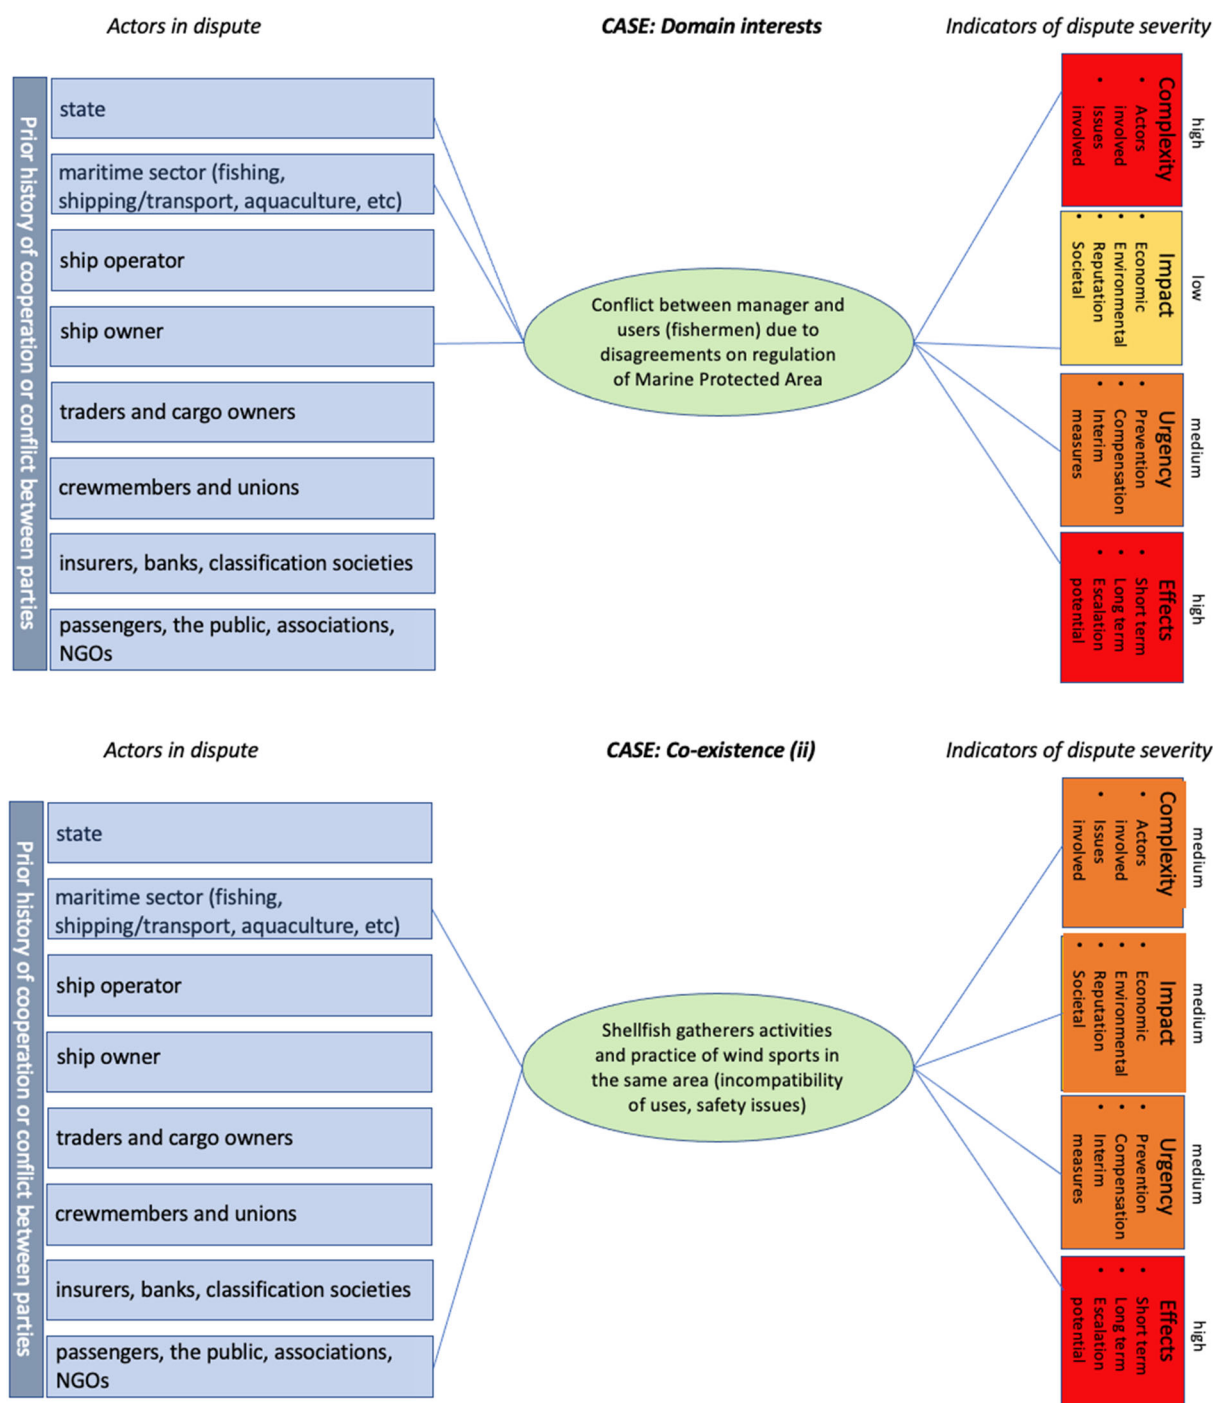 Actors in dispute
CASE: Domain interests
Indicators of dispute severity
Prior history of cooperation or conflict between parties
state
maritime sector (fishing,
shipping/transport, aquaculture, etc)
ship operator
ship owner
traders and cargo owners
crewmembers and unions
insurers, banks, classification societies
passengers, the public, associations,
NGOs
Conflict between manager and
users (fishermen) due to
disagreements on regulation
of Marine Protected Area
high
Complexity
• Actors
involved
• Issues
involved
low
Impact
• Economic
• Environmental
• Reputation
• Societal
medium
Urgency
• Prevention
• Compensation
• Interim
measures
high
Effects
• Short term
• Long term
• Escalation
potential
Actors in dispute
CASE: Co-existence (ii)
Indicators of dispute severity
Prior history of cooperation or conflict between parties
state
maritime sector (fishing,
shipping/transport, aquaculture, etc)
ship operator
ship owner
traders and cargo owners
crewmembers and unions
insurers, banks, classification societies
passengers, the public, associations,
NGOs
Shellfish gatherers activities
and practice of wind sports in
the same area (incompatibility
of uses, safety issues)
medium
Complexity
• Actors
involved
• Issues
involved
medium
Impact
• Economic
• Environmental
• Reputation
• Societal
medium
Urgency
• Prevention
• Compensation
• Interim
measures
high
Effects
• Short term
• Long term
• Escalation
potential